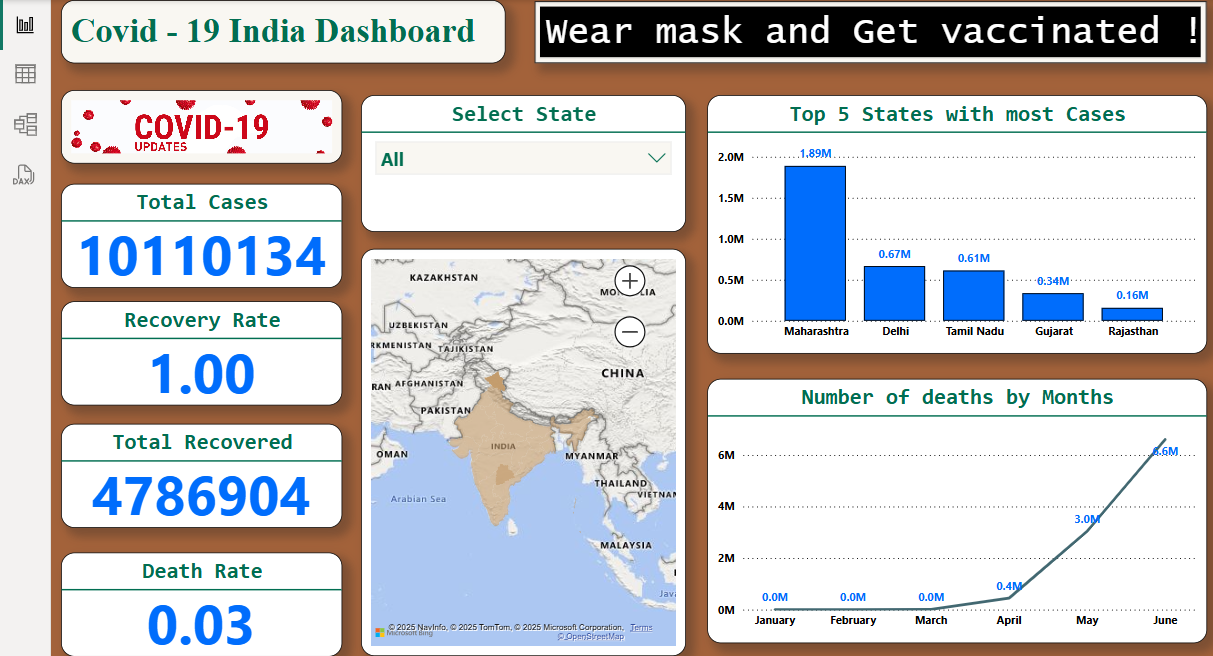 Covid - 19 India Dashboard
Wear mask and Get vaccinated !
COVID-19
UPDATES
Total Cases
10110134
Recovery Rate
1.00
Total Recovered
4786904
Death Rate
0.03
Select State
All
KAZAKHSTAN
UZBEKISTAN
RKMENISTAN
TAJIKISTAN
CHINA
RAN
AFGHANISTAN
PAKISTAN
INDIA
OMAN
MYANMAR
THAILAND
VIETNAM
Arabian Sea
MALAYSIA
Java
© 2025 NavInfo, © 2025 TomTom, © 2025 Microsoft Corporation, Terms
© OpenStreetMap
Microsoft Bing
Top 5 States with most Cases
2.0M
1.5M
1.0M
0.5M
0.0M
1.89M
0.67M
0.61M
0.34M
0.16M
Maharashtra
Delhi
Tamil Nadu
Gujarat
Rajasthan
Number of deaths by Months
6M
4M
2M
0M
0.0M
0.0M
0.0M
0.4M
3.0M
6.6M
January
February
March
April
May
June
DAX